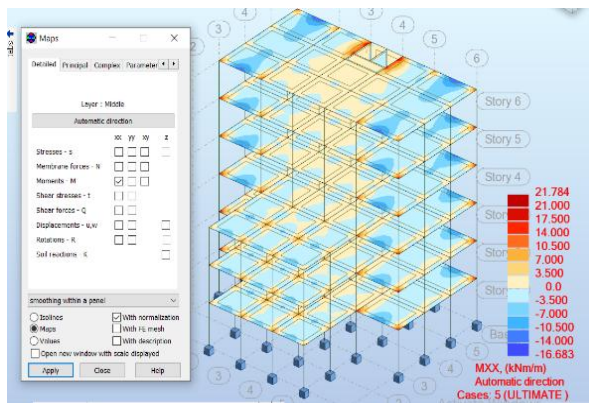 Maps
Detailed Principal Complex Parameter
Layer : Middle
Automatic direction
xx yy xy z
Stresses - s
Membrane forces - N
Moments - M
Shear stresses - t
Shear forces - Q
Displacements - u,w
Rotations - R
Soil reactions - K
smoothing within a panel
Isolines
With normalization
Maps
With FE mesh
Values
With description
Open new window with scale displayed
Apply Close Help
3
4
5
6
Story 6
Story 5
Story 4
21.784
21.000
17.500
14.000
10.500
7.000
3.500
0.0
-3.500
-7.000
-10.500
-14.000
-16.683
MXX, (kNm/m)
Automatic direction
Cases: 5 (ULTIMATE )